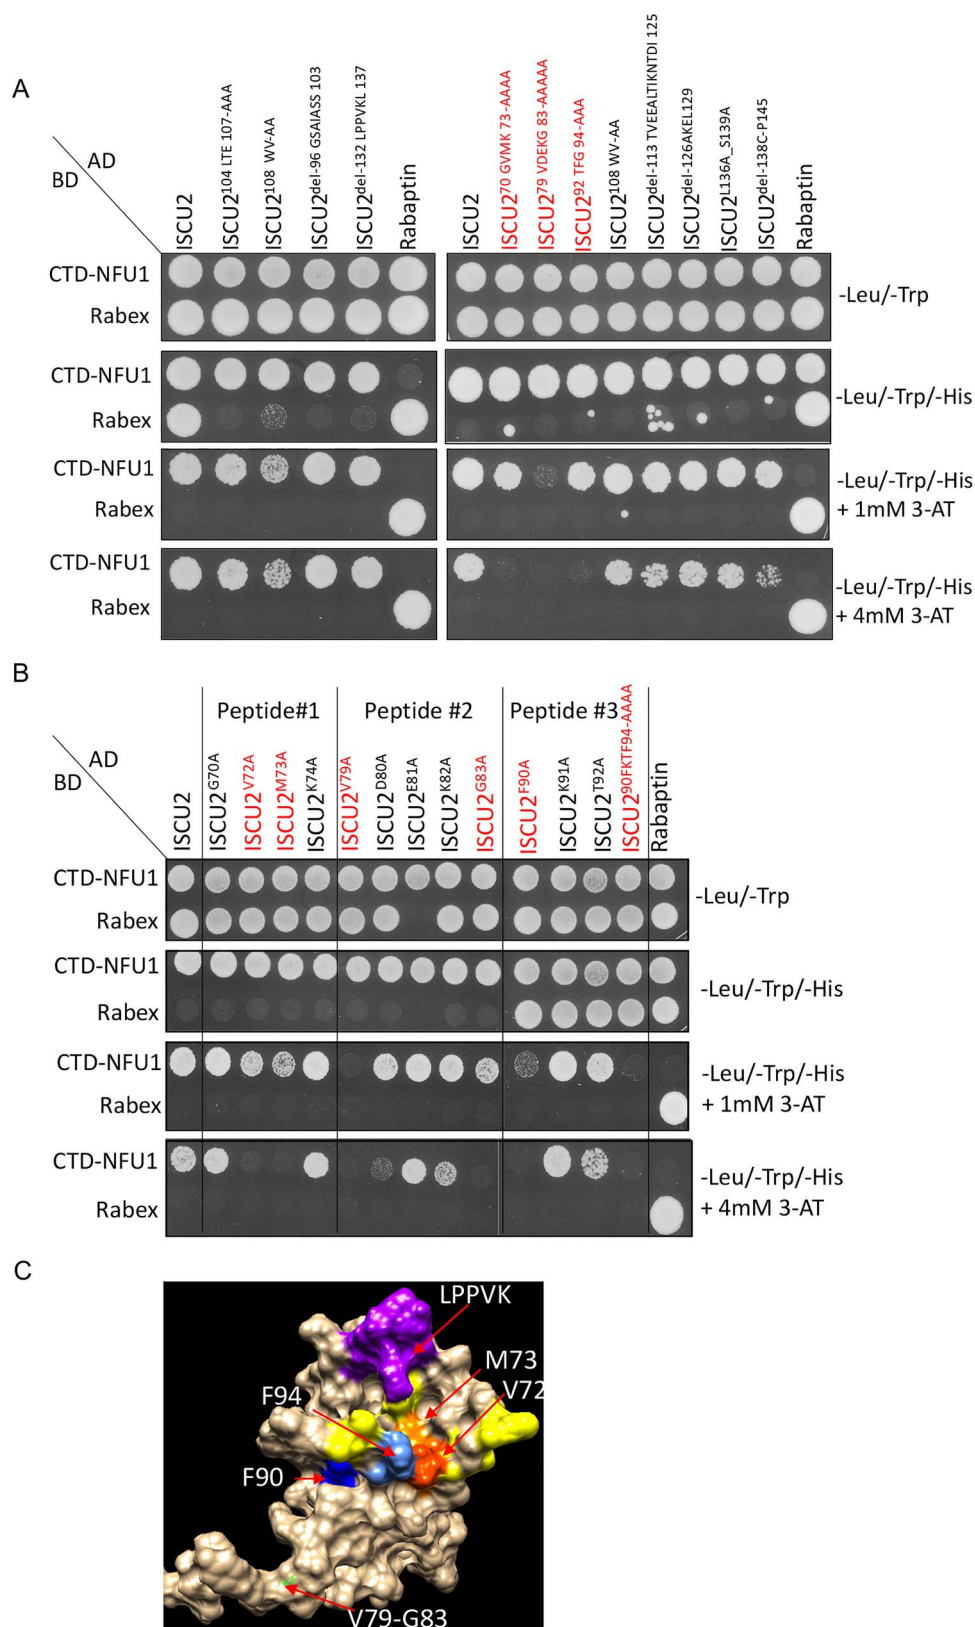 A
AD
BD
ISCU2
ISCU2104 LTE 107-AAA
ISCU2108 WV-AA
ISCU2del-96 GSAIASS 103
ISCU2del-132 LPPVKL 137
Rabaptin
ISCU2
ISCU270 GVMK 73-AAAA
ISCU279 VDEKG 83-AAAAA
ISCU292 TFG 94-AAA
ISCU2108 WV-AA
ISCU2del-113 TVEEALTIKNTDI 125
ISCU2del-126AKEL129
ISCU2L136A_S139A
ISCU2del-138C-P145
Rabaptin
CTD-NFU1
Rabex
-Leu/-Trp
CTD-NFU1
Rabex
-Leu/-Trp/-His
CTD-NFU1
Rabex
-Leu/-Trp/-His
+ 1mM 3-AT
CTD-NFU1
Rabex
-Leu/-Trp/-His
+ 4mM 3-AT
B
Peptide#1
Peptide #2
Peptide #3
AD
BD
ISCU2
ISCU2G70A
ISCU2V72A
ISCU2M73A
ISCU2K74A
ISCU2V79A
ISCU2D80A
ISCU2E81A
ISCU2K82A
ISCU2G83A
ISCU2F90A
ISCU2K91A
ISCU2T92A
ISCU290FKTF94-AAAA
Rabaptin
CTD-NFU1
Rabex
-Leu/-Trp
CTD-NFU1
Rabex
-Leu/-Trp/-His
CTD-NFU1
Rabex
-Leu/-Trp/-His
+ 1mM 3-AT
CTD-NFU1
Rabex
-Leu/-Trp/-His
+ 4mM 3-AT
C
LPPVK
M73
V72
F94
F90
V79-G83